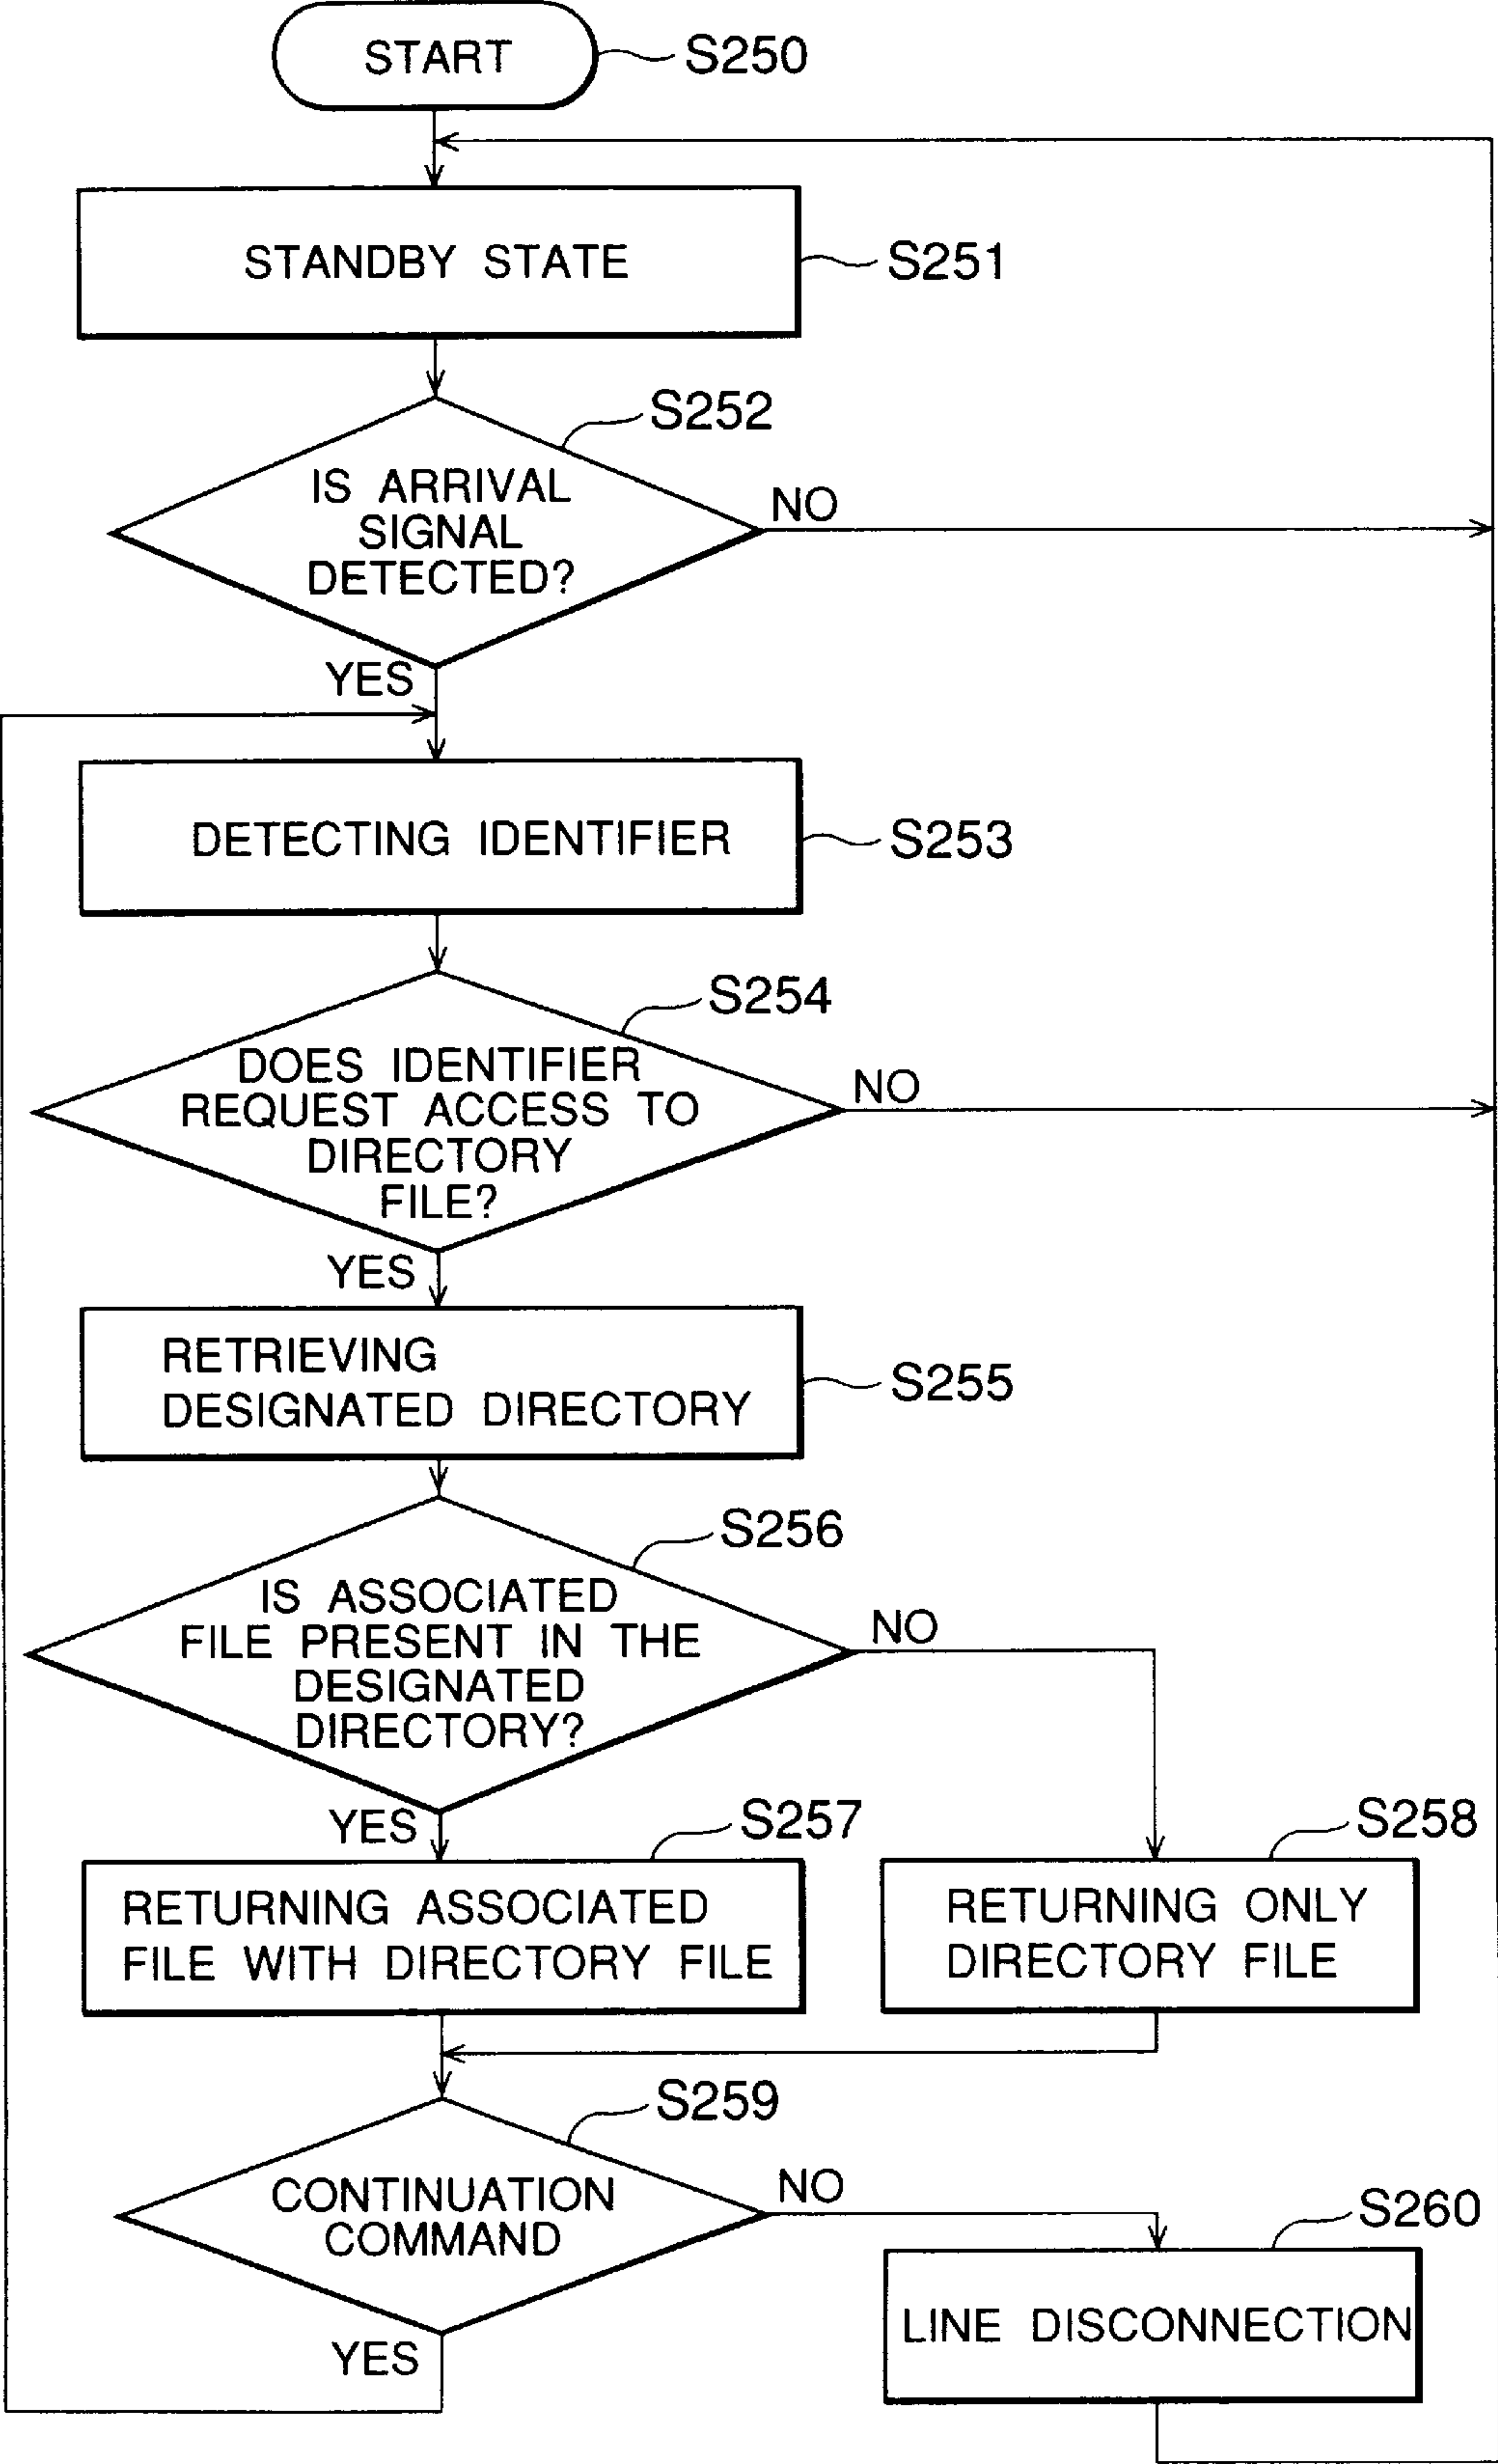 START
S250
STANDBY STATE
S251
S252
IS ARRIVAL
SIGNAL
DETECTED?
NO
YES
DETECTING IDENTIFIER
S253
S254
DOES IDENTIFIER
REQUEST ACCESS TO
DIRECTORY
FILE?
NO
YES
RETRIEVING
DESIGNATED DIRECTORY
S255
S256
IS ASSOCIATED
FILE PRESENT IN THE
DESIGNATED
DIRECTORY?
NO
YES
S257
RETURNING ASSOCIATED
FILE WITH DIRECTORY FILE
S258
RETURNING ONLY
DIRECTORY FILE
S259
CONTINUATION
COMMAND
NO
YES
S260
LINE DISCONNECTION